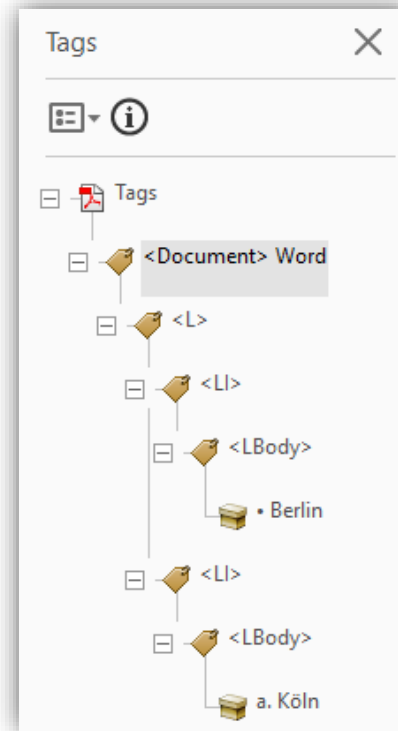 Tags
Tags
<Document> Word
<L>
<LI>
<LBody>
• Berlin
<LI>
<LBody>
a. Köln